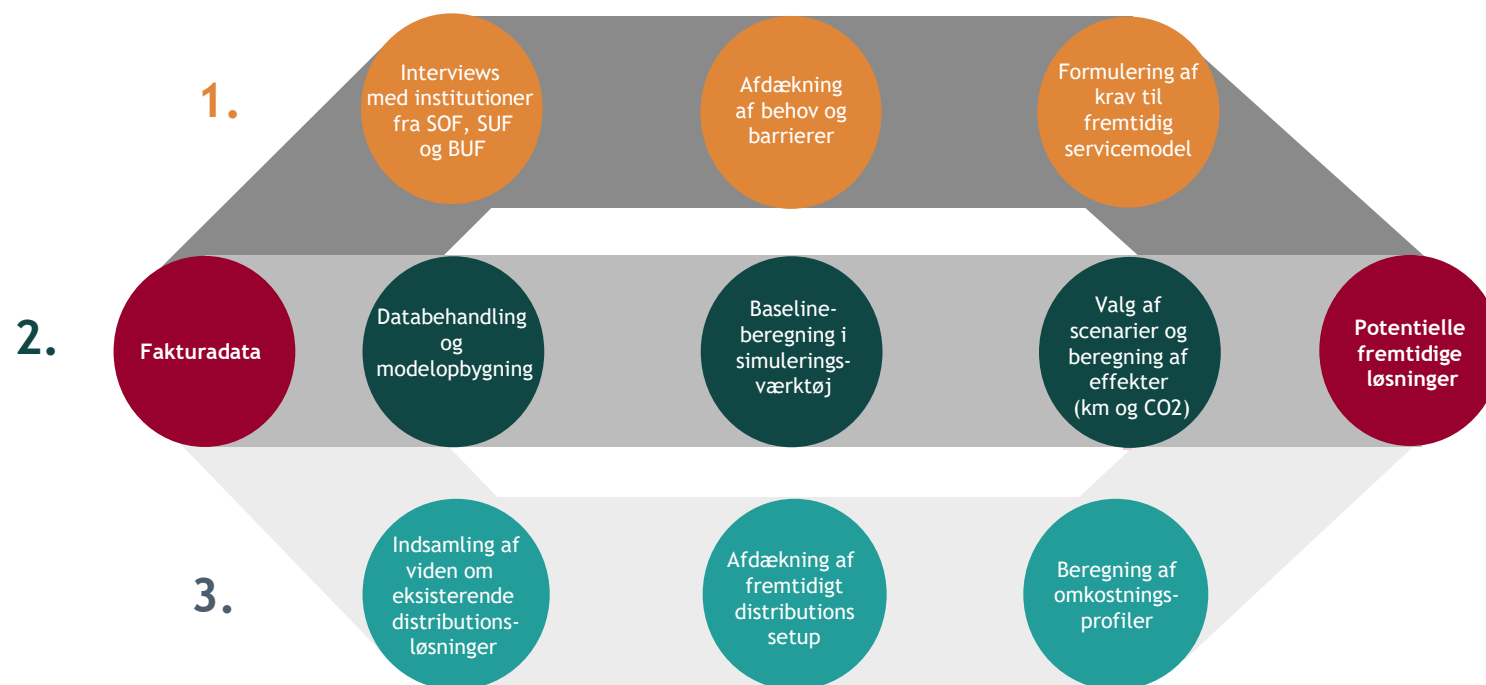 1.
Interviews
med institutioner
fra SOF, SUF
og BUF
Afdækning
af behov og
barrierer
Formulering af
krav til
fremtidig
servicemodel
2.
Fakturadata
Databehandling
og
modelopbygning
Baseline-
beregning i
simulerings-
værktøj
Valg af
scenarier og
beregning af
effekter
(km og CO2)
Potentielle
fremtidige
løsninger
3.
Indsamling af
viden om
eksisterende
distributions-
løsninger
Afdækning af
fremtidigt
distributions
setup
Beregning af
omkostnings-
profiler